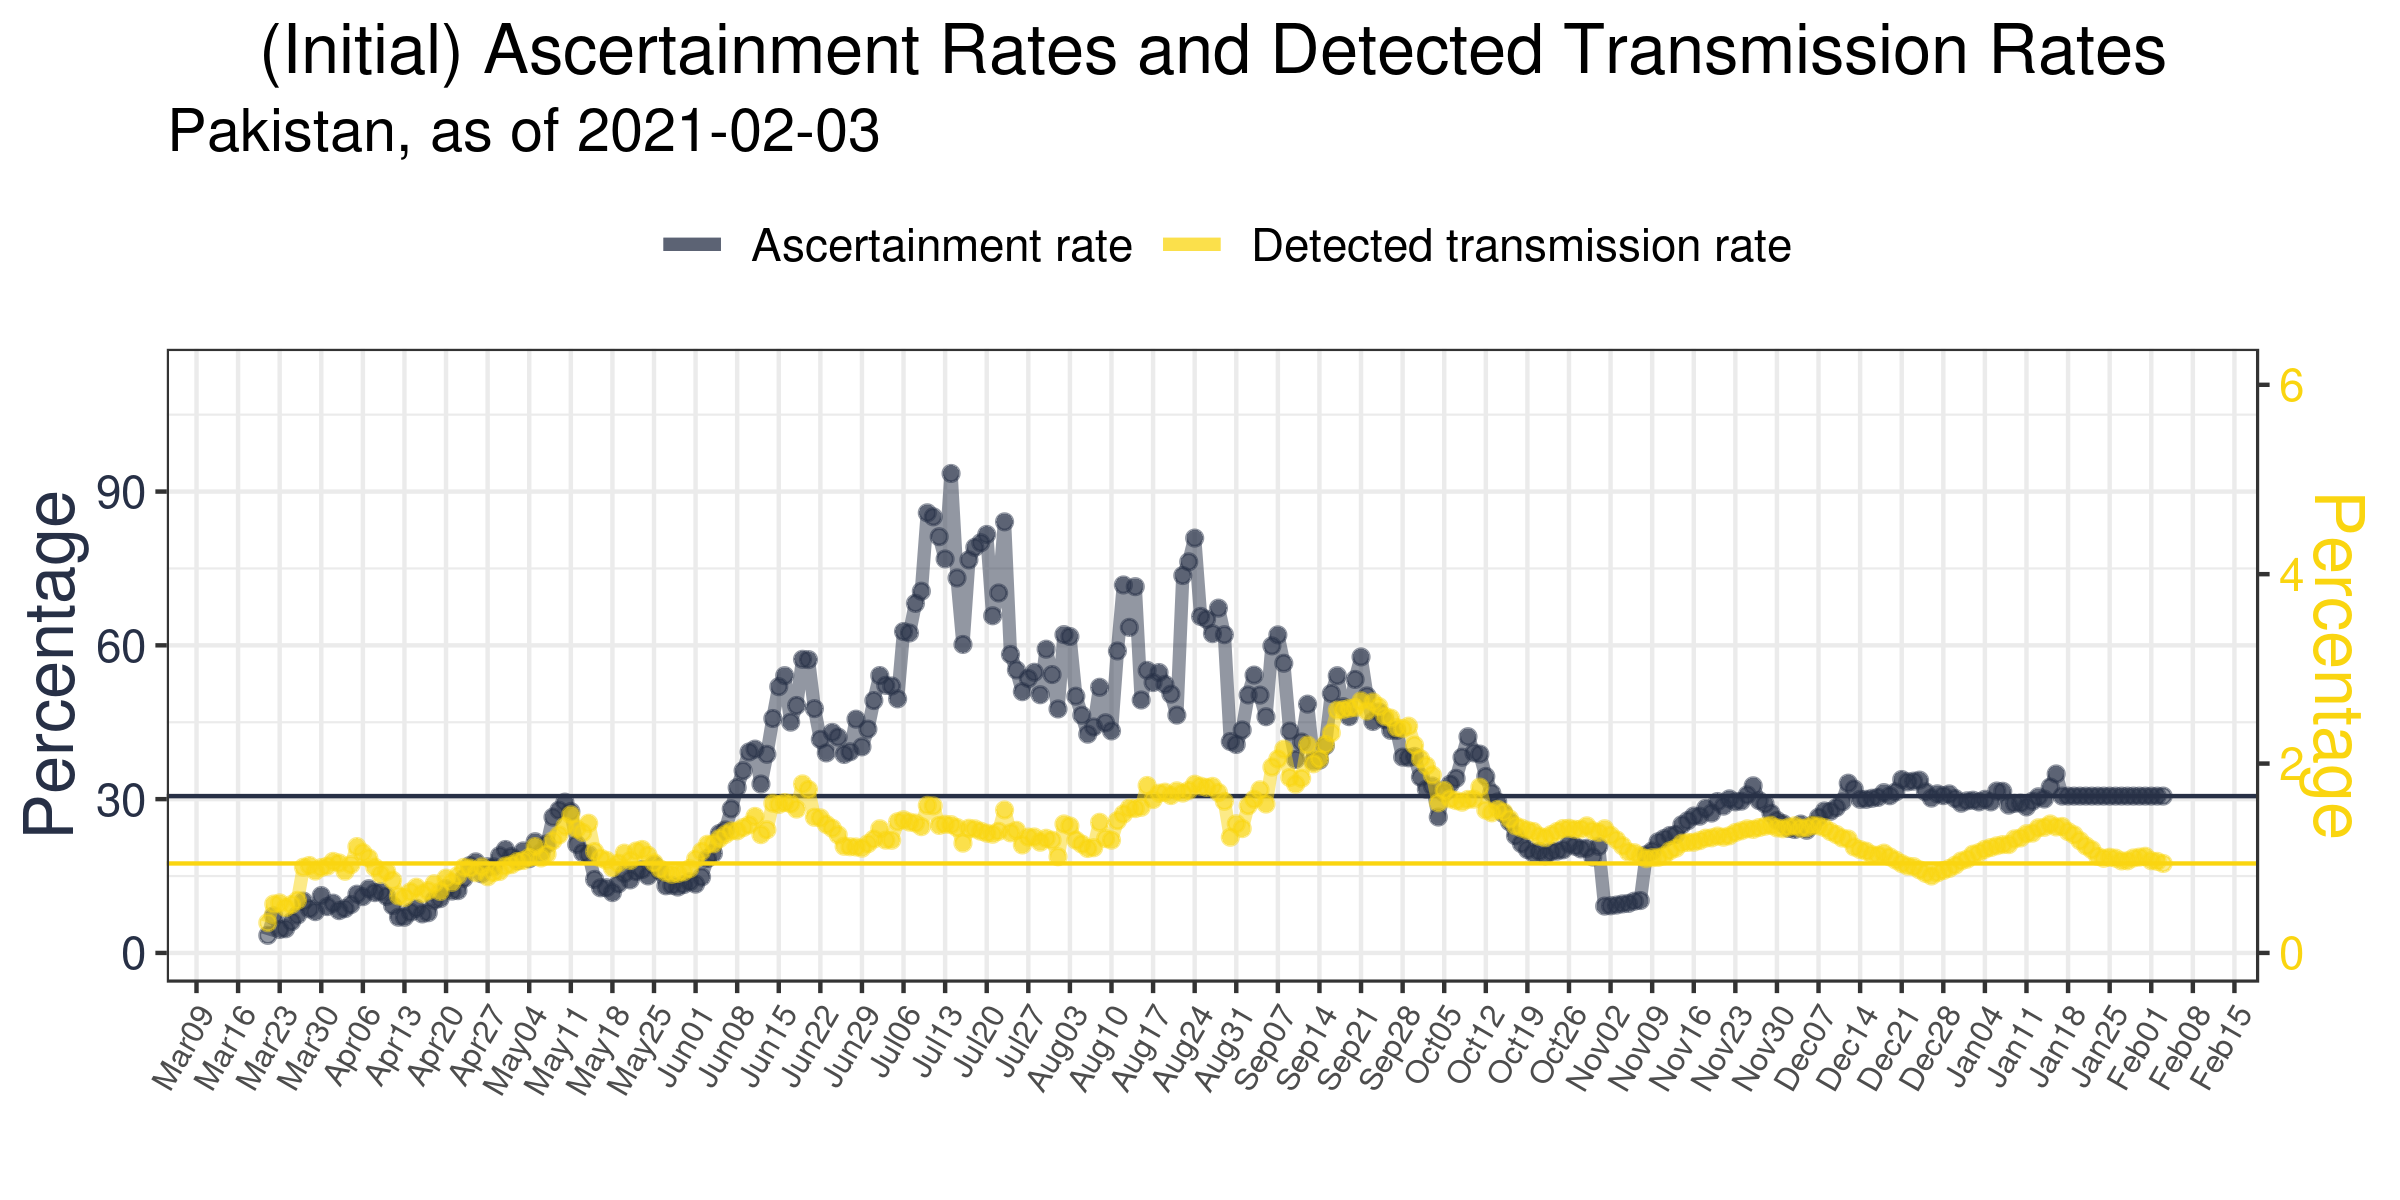 (Initial) Ascertainment Rates and Detected Transmission Rates
Pakistan, as of 2021-02-03
Ascertainment rate
Detected transmission rate
Percentage
90
60
30
0
6
4
2
0
Percentage
Mar09
Mar16
Mar23
Mar30
Apr06
Apr13
Apr20
Apr27
May04
May11
May18
May25
Jun01
Jun08
Jun15
Jun22
Jun29
Jul06
Jul13
Jul20
Jul27
Aug03
Aug10
Aug17
Aug24
Aug31
Sep07
Sep14
Sep21
Sep28
Oct05
Oct12
Oct19
Oct26
Nov02
Nov09
Nov16
Nov23
Nov30
Dec07
Dec14
Dec21
Dec28
Jan04
Jan11
Jan18
Jan25
Feb01
Feb08
Feb15